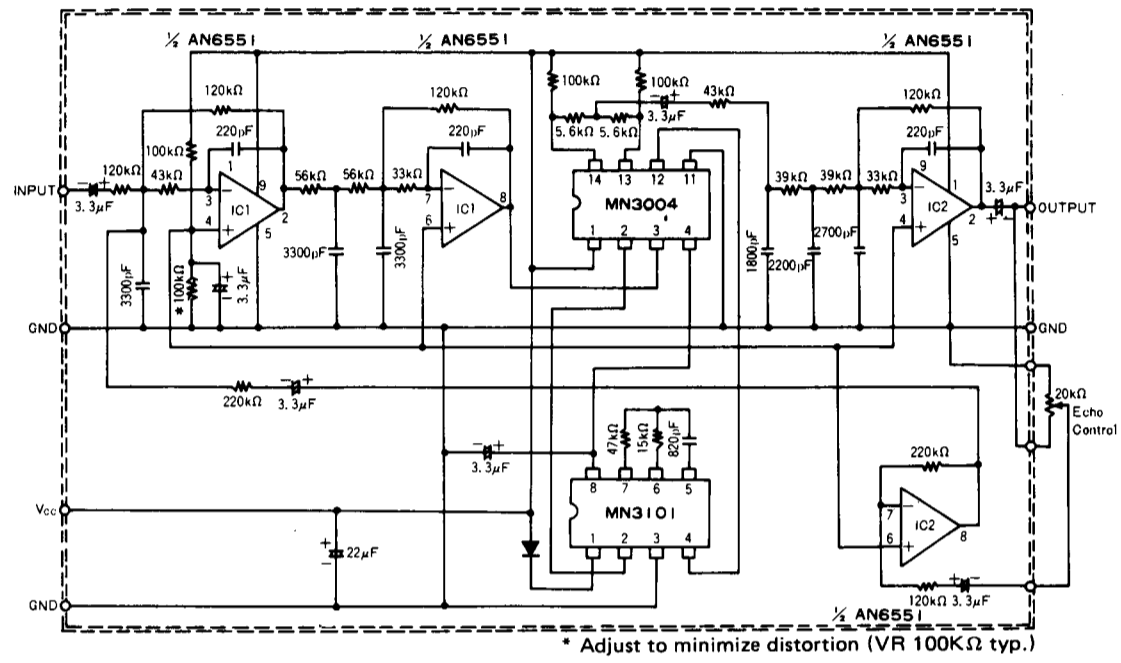 ½ AN6551
½ AN6551
½ AN6551
120kΩ
100kΩ
220pF
1
120kΩ
43kΩ
INPUT
3.3μF
3
9
IC1
2
4
5
3300pF
*100kΩ
3.3μF
56kΩ
56kΩ
33kΩ
3300pF
3300pF
120kΩ
220pF
7
IC1
8
6
100kΩ
100kΩ
5.6kΩ
5.6kΩ
3.3μF
43kΩ
14
13
12
11
MN3004
1
2
3
4
39kΩ
39kΩ
33kΩ
1800pF
2200pF
2700pF
120kΩ
220pF
9
3
1
IC2
2
4
5
3.3μF
OUTPUT
GND
GND
220kΩ
3.3μF
20kΩ
Echo
Control
3.3μF
47kΩ
15kΩ
820pF
8
7
6
5
MN3101
1
2
3
4
220kΩ
7
IC2
8
6
120kΩ
3.3μF
½ AN6551
Vcc
22μF
GND
* Adjust to minimize distortion (VR 100KΩ typ.)